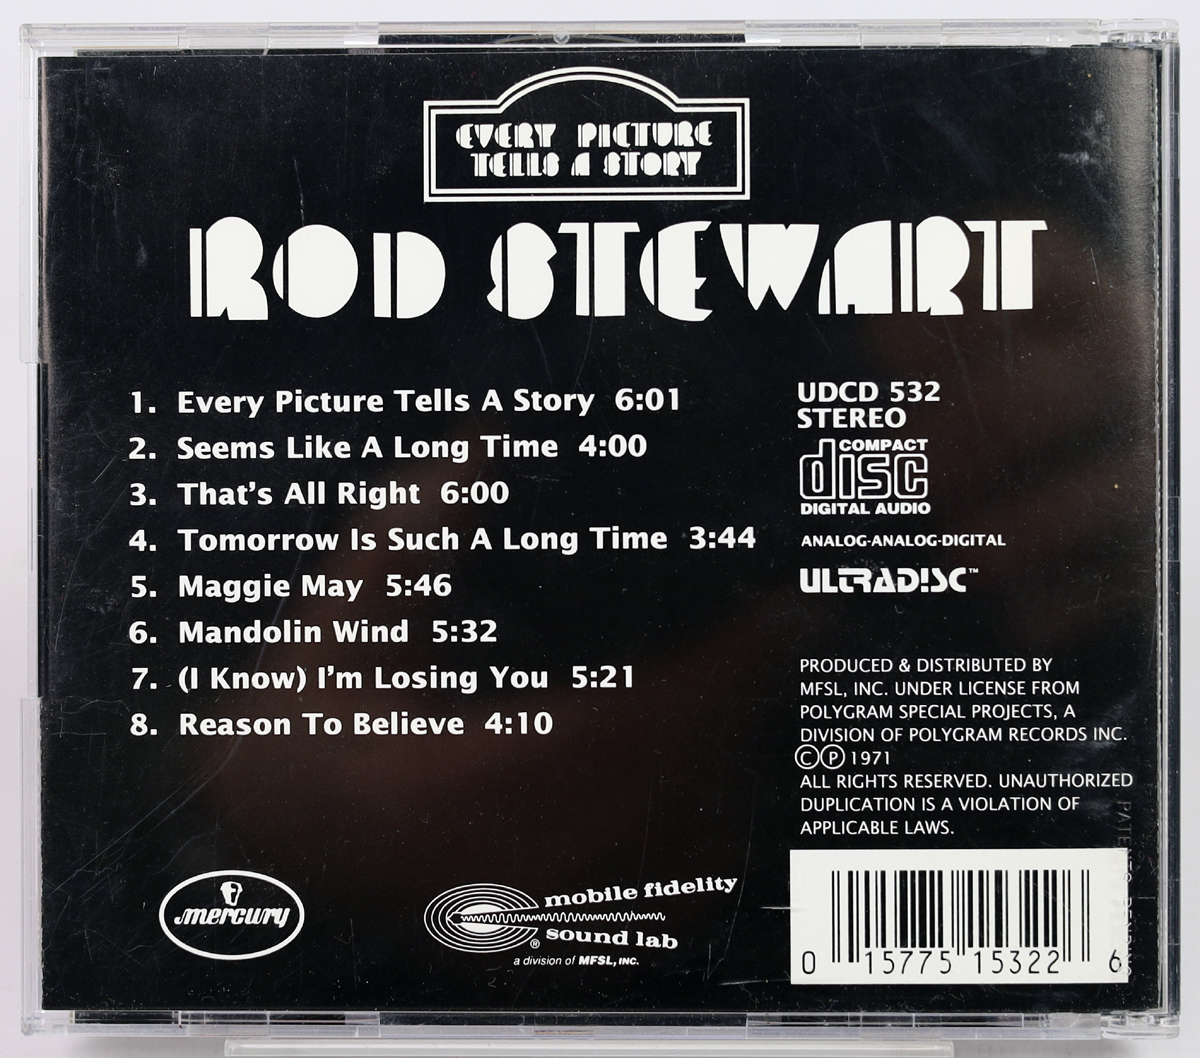 EVERY PICTURE
TELLS A STORY
ROD STEWART
1. Every Picture Tells A Story 6:01
2. Seems Like A Long Time 4:00
3. That's All Right 6:00
4. Tomorrow Is Such A Long Time 3:44
5. Maggie May 5:46
6. Mandolin Wind 5:32
7. (I Know) I'm Losing You 5:21
8. Reason To Believe 4:10
UDCD 532
STEREO
COMPACT
disc
DIGITAL AUDIO
ANALOG-ANALOG-DIGITAL
ULTRADISC™
PRODUCED & DISTRIBUTED BY
MFSL, INC. UNDER LICENSE FROM
POLYGRAM SPECIAL PROJECTS, A
DIVISION OF POLYGRAM RECORDS INC.
©℗ 1971
ALL RIGHTS RESERVED. UNAUTHORIZED
DUPLICATION IS A VIOLATION OF
APPLICABLE LAWS.
mercury
mobile fidelity
sound lab
®
a division of MFSL, INC.
0 15775 15322 6